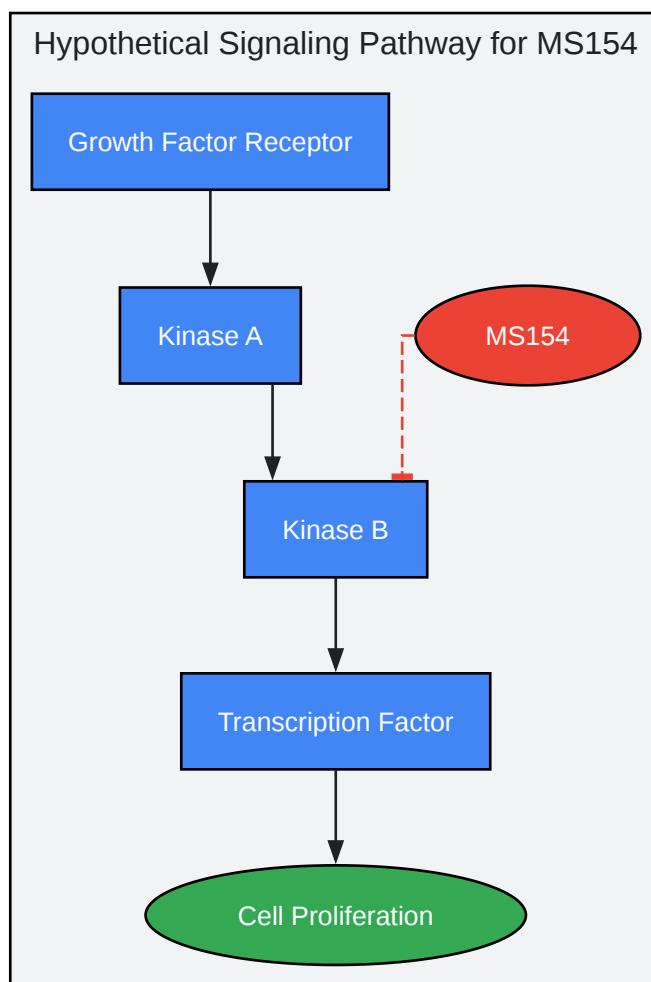 Hypothetical Signaling Pathway for MS154
Growth Factor Receptor
Kinase A
MS154
Kinase B
Transcription Factor
Cell Proliferation